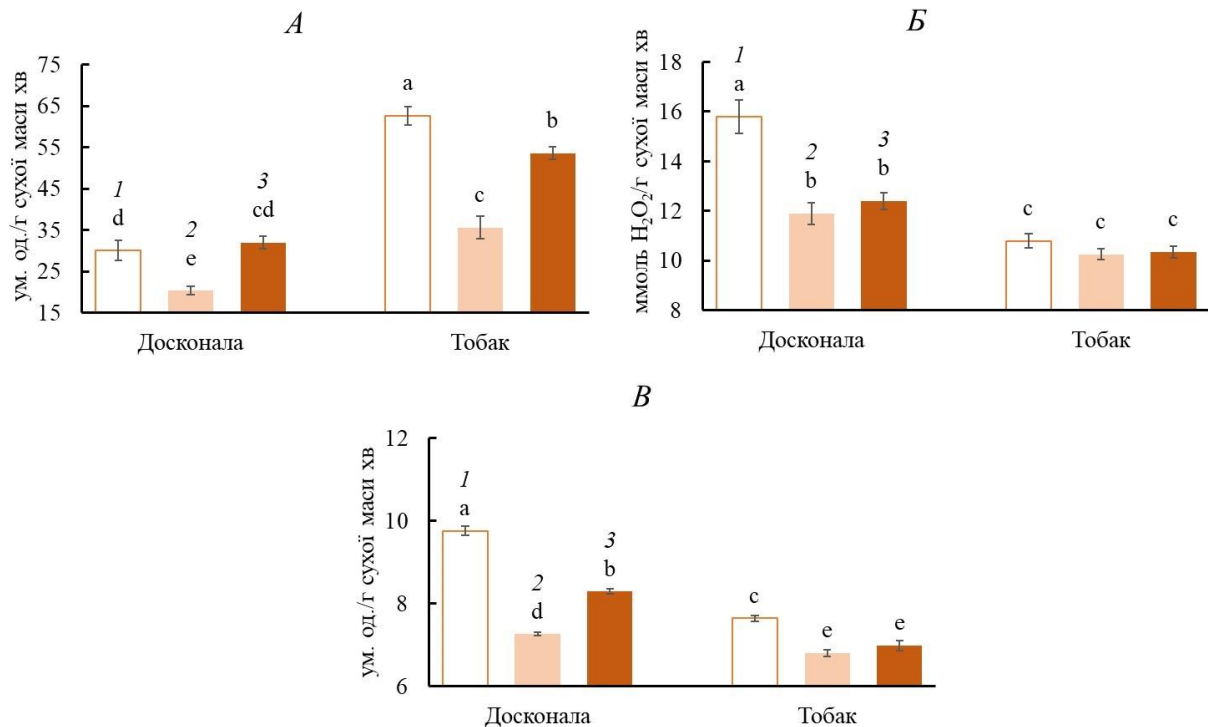 А
ум. од./г сухої маси хв
75
65
55
45
35
25
15
1
d
2
e
3
cd
a
c
b
Досконала
Тобак
Б
ммоль H₂O₂/г сухої маси хв
18
16
14
12
10
8
1
a
2
b
3
b
c
c
c
Досконала
Тобак
В
ум. од./г сухої маси хв
12
10
8
6
1
a
2
d
3
b
c
e
e
Досконала
Тобак